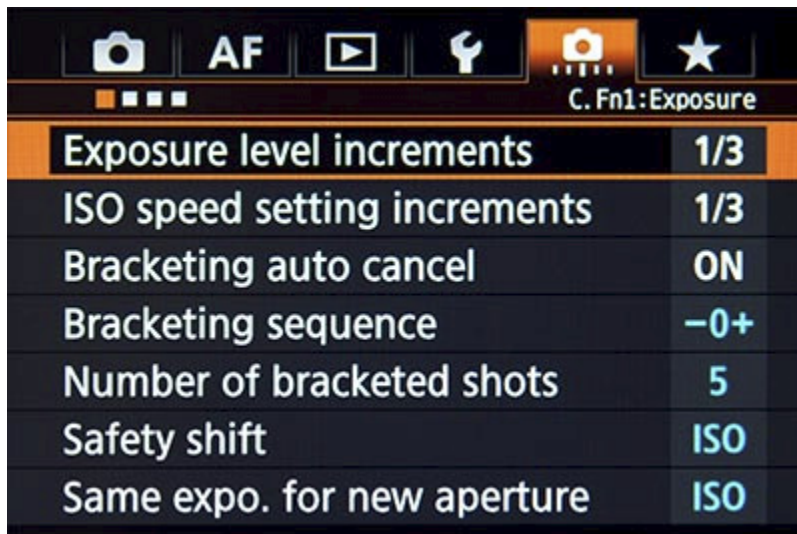 AF
C.Fn1:Exposure
Exposure level increments 1/3
ISO speed setting increments 1/3
Bracketing auto cancel ON
Bracketing sequence −0+
Number of bracketed shots 5
Safety shift ISO
Same expo. for new aperture ISO